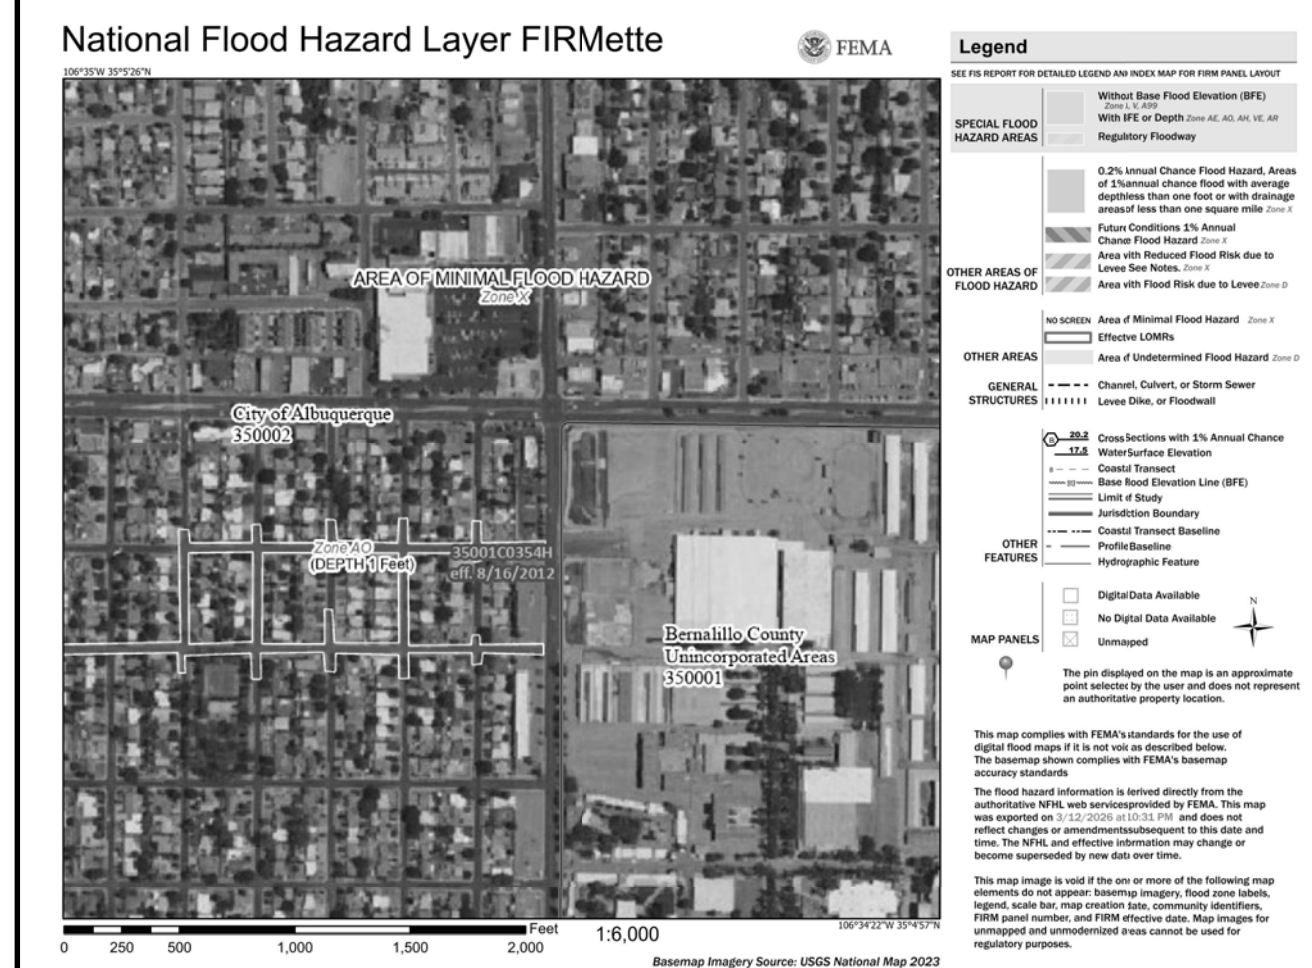 National Flood Hazard Layer FIRMette
FEMA
106°35'W 35°5'26"N
AREA OF MINIMAL FLOOD HAZARD
Zone X
City of Albuquerque
350002
Zone AO
(DEPTH 1 Feet)
35001C0354H
eff. 8/16/2012
Bernalillo County
Unincorporated Areas
350001
0 250 500 1,000 1,500 2,000
Feet
1:6,000
106°34'22"W 35°4'57"N
Basemap Imagery Source: USGS National Map 2023
Legend
SEE FIS REPORT FOR DETAILED LEGEND AND INDEX MAP FOR FIRM PANEL LAYOUT
SPECIAL FLOOD
HAZARD AREAS
Without Base Flood Elevation (BFE)
Zone V, A99
With BFE or Depth Zone AE, AO, AH, VE, AR
Regulatory Floodway
OTHER AREAS OF
FLOOD HAZARD
0.2% Annual Chance Flood Hazard, Areas
of 1% annual chance flood with average
depth less than one foot or with drainage
areas of less than one square mile Zone X
Future Conditions 1% Annual
Chance Flood Hazard Zone X
Area with Reduced Flood Risk due to
Levee See Notes. Zone X
Area with Flood Risk due to Levee Zone D
OTHER AREAS
NO SCREEN Area of Minimal Flood Hazard Zone X
Effective LOMRs
Area of Undetermined Flood Hazard Zone D
GENERAL
STRUCTURES
Channel, Culvert, or Storm Sewer
Levee Dike, or Floodwall
OTHER
FEATURES
B 20.2 Cross Sections with 1% Annual Chance
17.5 Water Surface Elevation
Coastal Transect
Base Flood Elevation Line (BFE)
Limit of Study
Jurisdiction Boundary
Coastal Transect Baseline
Profile Baseline
Hydrographic Feature
MAP PANELS
Digital Data Available
No Digital Data Available
Unmapped
N
The pin displayed on the map is an approximate
point selected by the user and does not represent
an authoritative property location.
This map complies with FEMA's standards for the use of
digital flood maps if it is not void as described below.
The basemap shown complies with FEMA's basemap
accuracy standards
The flood hazard information is derived directly from the
authoritative NFHL web services provided by FEMA. This map
was exported on 3/12/2026 at 10:31 PM and does not
reflect changes or amendments subsequent to this date and
time. The NFHL and effective information may change or
become superseded by new data over time.
This map image is void if the one or more of the following map
elements do not appear: basemap imagery, flood zone labels,
legend, scale bar, map creation date, community identifiers,
FIRM panel number, and FIRM effective date. Map images for
unmapped and unmodernized areas cannot be used for
regulatory purposes.